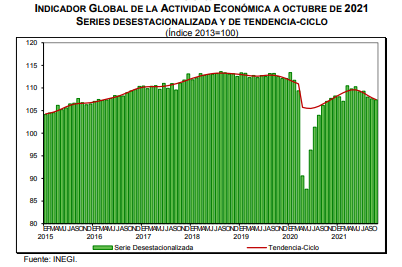 INDICADOR GLOBAL DE LA ACTIVIDAD ECONÓMICA A OCTUBRE DE 2021
SERIES DESESTACIONALIZADA Y DE TENDENCIA-CICLO
(Índice 2013=100)
120
115
110
105
100
95
90
85
80
EFMAMJJASOND EFMAMJJASOND EFMAMJJASOND EFMAMJJASOND EFMAMJJASOND EFMAMJJASOND EFMAMJJASO
2015 2016 2017 2018 2019 2020 2021
Serie Desestacionalizada Tendencia-Ciclo
Fuente: INEGI.